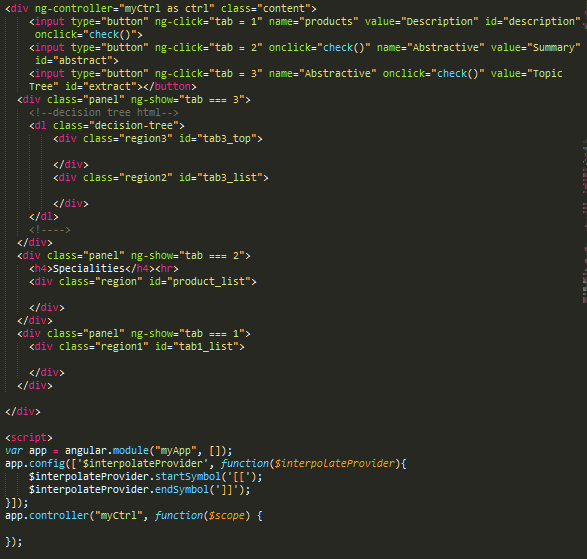 <div ng-controller="myCtrl as ctrl" class="content">
<input type="button" ng-click="tab = 1" name="products" value="Description" id="description"
onclick="check()">
<input type="button" ng-click="tab = 2" onclick="check()" name="Abstractive" value="Summary"
id="abstract">
<input type="button" ng-click="tab = 3" name="Abstractive" onclick="check()" value="Topic
Tree" id="extract"></button>
<div class="panel" ng-show="tab === 3">
<!--decision tree html-->
<dl class="decision-tree">
<div class="region3" id="tab3_top">
</div>
<div class="region2" id="tab3_list">
</div>
</dl>
<!---->
</div>
<div class="panel" ng-show="tab === 2">
<h4>Specialities</h4><hr>
<div class="region" id="product_list">
</div>
</div>
<div class="panel" ng-show="tab === 1">
<div class="region1" id="tab1_list">
</div>
</div>
</div>
<script>
var app = angular.module("myApp", []);
app.config(['$interpolateProvider', function($interpolateProvider){
$interpolateProvider.startSymbol('[[');
$interpolateProvider.endSymbol(']]');
}]);
app.controller("myCtrl", function($scope) {
});